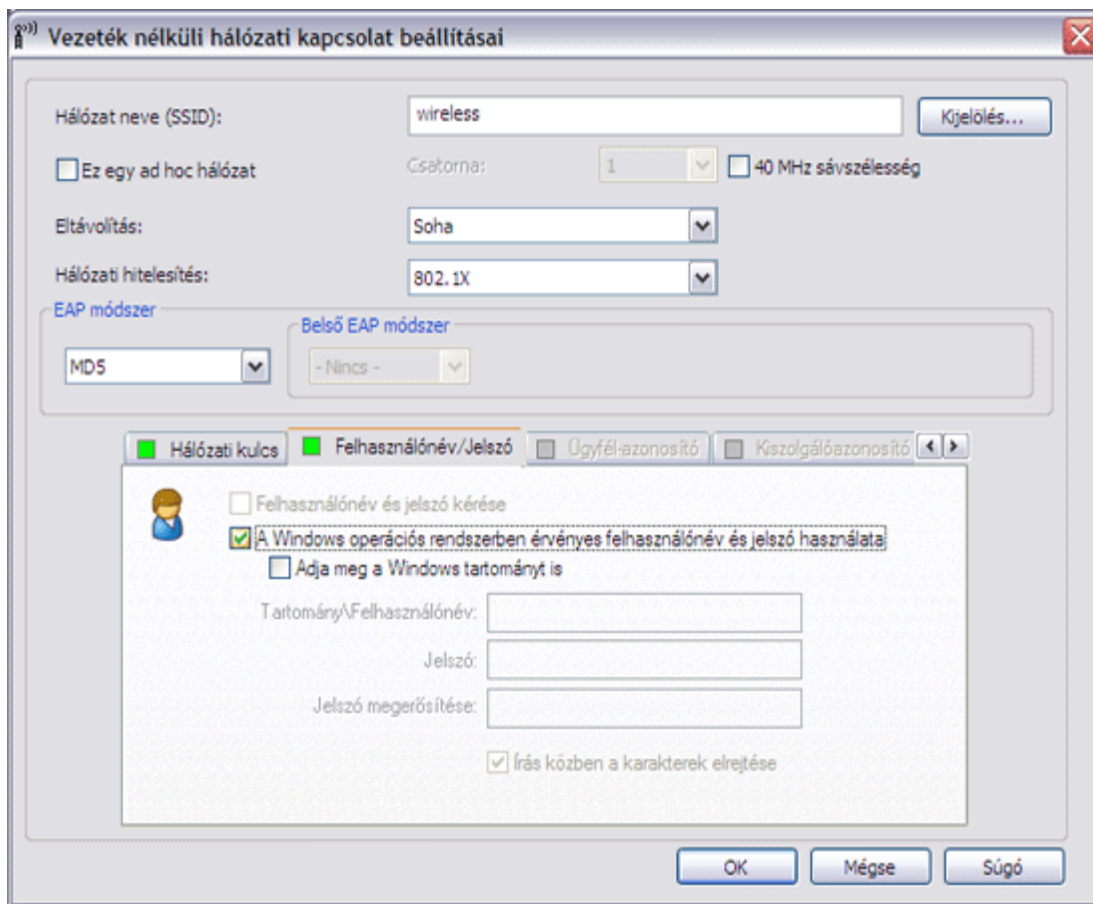 Vezeték nélküli hálózati kapcsolat beállításai
Hálózat neve (SSID): wireless Kijelölés...
Ez egy ad hoc hálózat Csatorna: 1 40 MHz sávszélesség
Eltávolítás: Soha
Hálózati hitelesítés: 802.1X
EAP módszer
Belső EAP módszer
MD5 - Nincs -
Hálózati kulcs Felhasználónév/Jelszó Ügyfél-azonosító Kiszolgálóazonosító
Felhasználónév és jelszó kérése
A Windows operációs rendszerben érvényes felhasználónév és jelszó használata
Adja meg a Windows tartományt is
Tartomány\Felhasználónév:
Jelszó:
Jelszó megerősítése:
Írás közben a karakterek elrejtése
OK Mégse Súgó